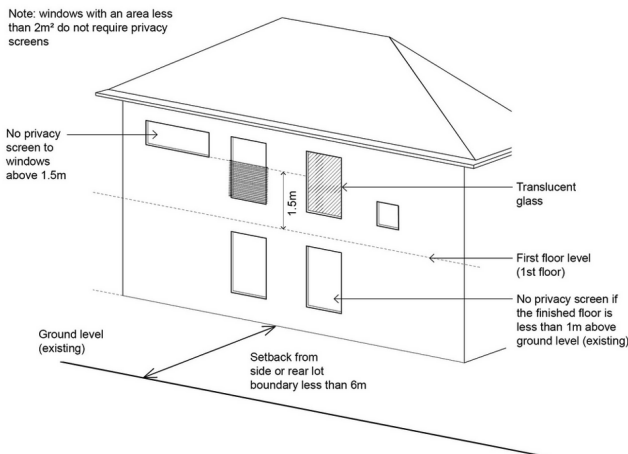 Note: windows with an area less
than 2m² do not require privacy
screens
No privacy
screen to
windows
above 1.5m
1.5m
Translucent
glass
First floor level
(1st floor)
No privacy screen if
the finished floor is
less than 1m above
ground level (existing)
Ground level
(existing)
Setback from
side or rear lot
boundary less than 6m